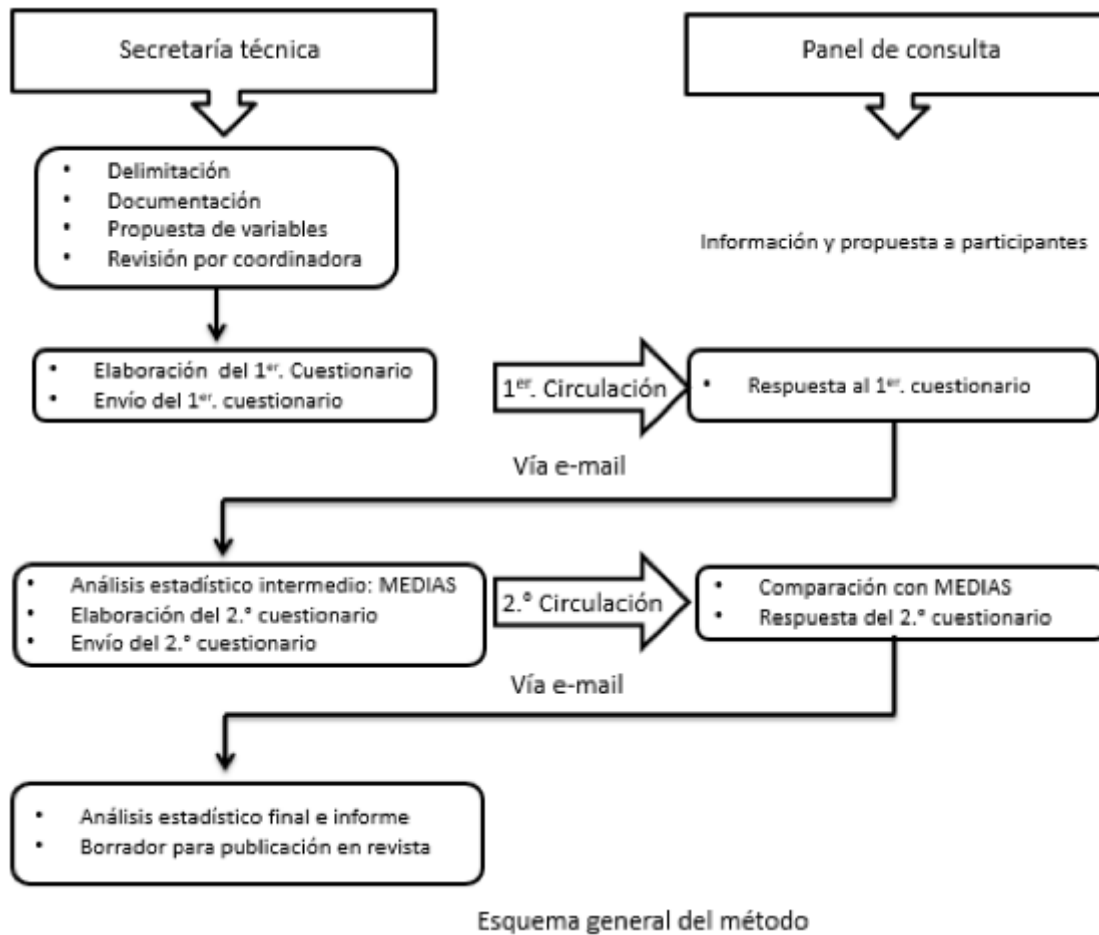 Secretaría técnica
Panel de consulta
• Delimitación
• Documentación
• Propuesta de variables
• Revisión por coordinadora
Información y propuesta a participantes
• Elaboración del 1er. Cuestionario
• Envío del 1er. cuestionario
1er. Circulación
• Respuesta al 1er. cuestionario
Vía e-mail
• Análisis estadístico intermedio: MEDIAS
• Elaboración del 2.º cuestionario
• Envío del 2.º cuestionario
2.º Circulación
• Comparación con MEDIAS
• Respuesta del 2.º cuestionario
Vía e-mail
• Análisis estadístico final e informe
• Borrador para publicación en revista
Esquema general del método